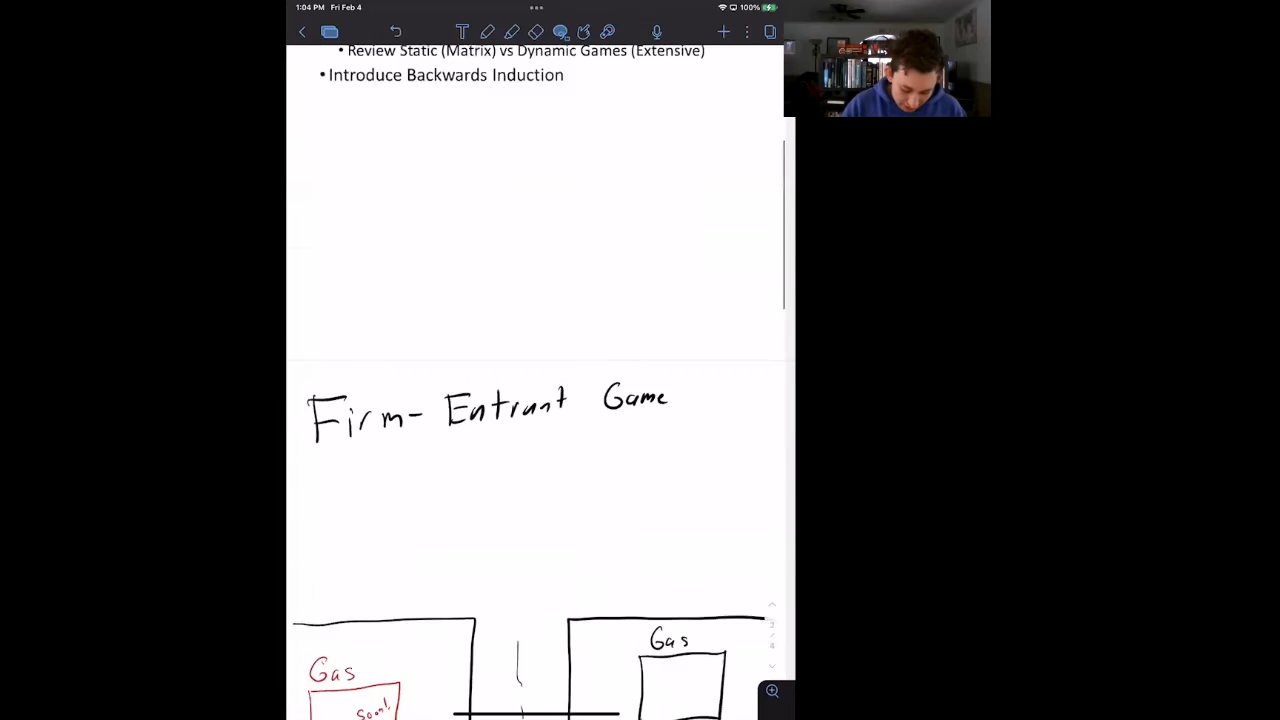 1:04 PM Fri Feb 4
100%
• Review Static (Matrix) vs Dynamic Games (Extensive)
• Introduce Backwards Induction
Firm- Entrant Game
Gas
Gas
Soon!